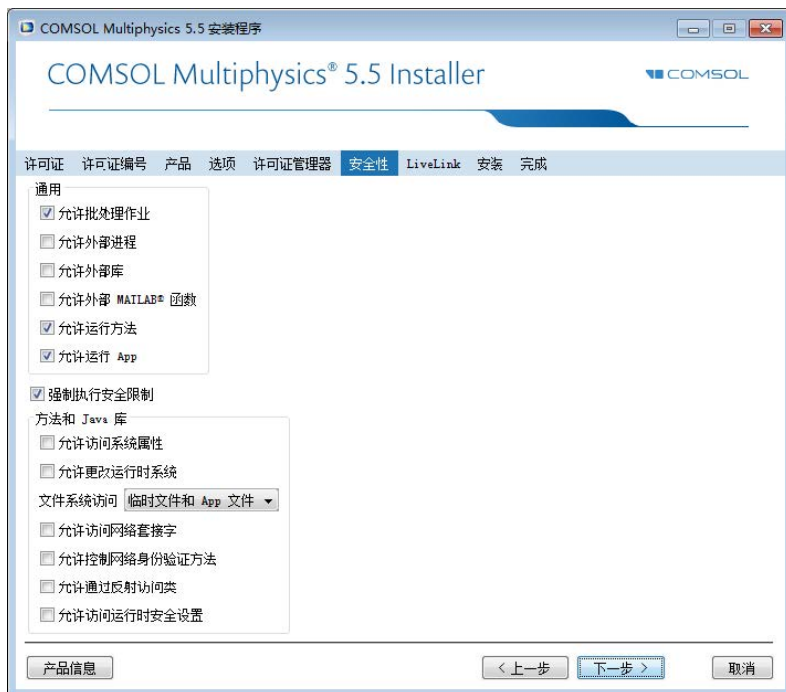 COMSOL Multiphysics 5.5 安装程序
COMSOL Multiphysics® 5.5 Installer
COMSOL
许可证 许可证编号 产品 选项 许可证管理器 安全性 LiveLink 安装 完成
通用
允许批处理作业
允许外部进程
允许外部库
允许外部 MATLAB® 函数
允许运行方法
允许运行 App
强制执行安全限制
方法和 Java 库
允许访问系统属性
允许更改运行时系统
文件系统访问 临时文件和 App 文件
允许访问网络套接字
允许控制网络身份验证方法
允许通过反射访问类
允许访问运行时安全设置
产品信息 < 上一步 下一步 > 取消